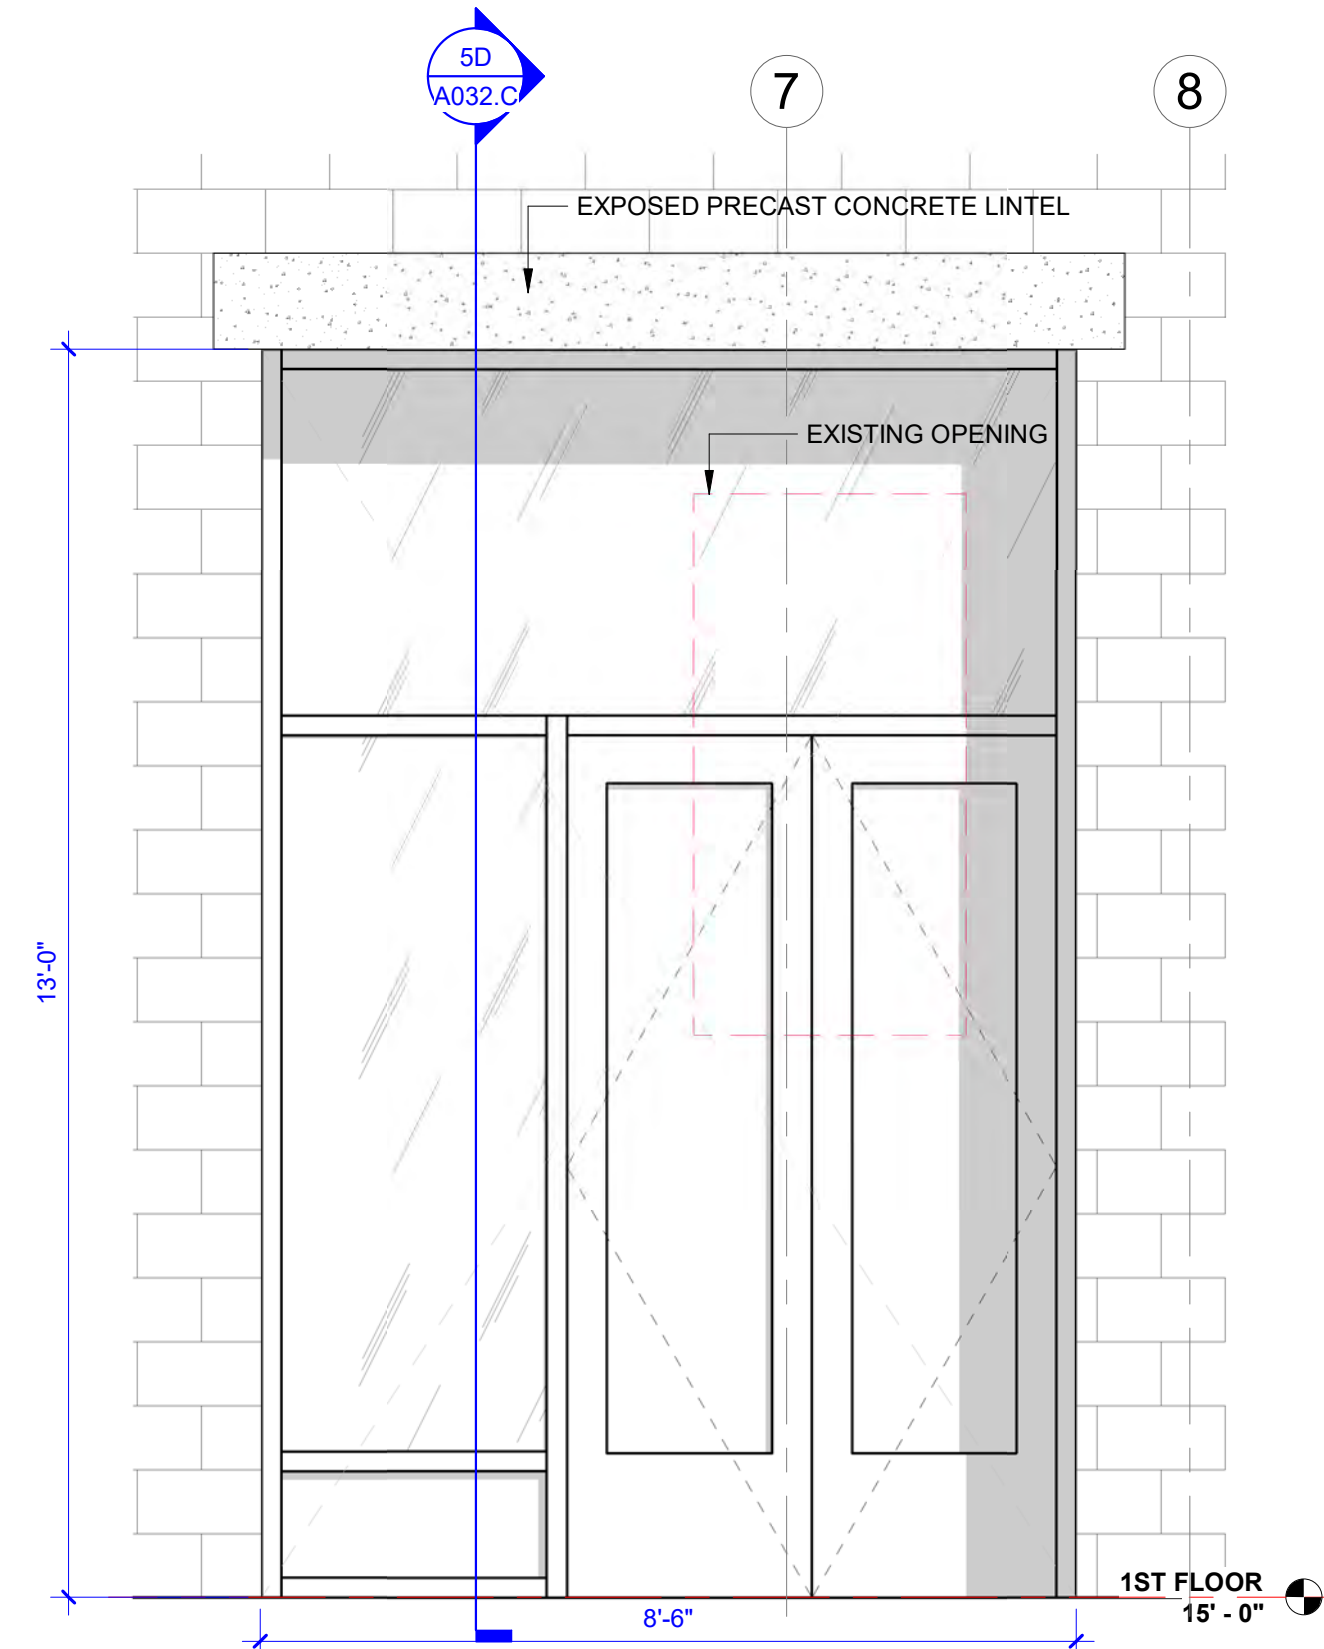 5D
A032.C
7
8
EXPOSED PRECAST CONCRETE LINTEL
EXISTING OPENING
13'-0"
1ST FLOOR
15' - 0"
8'-6"